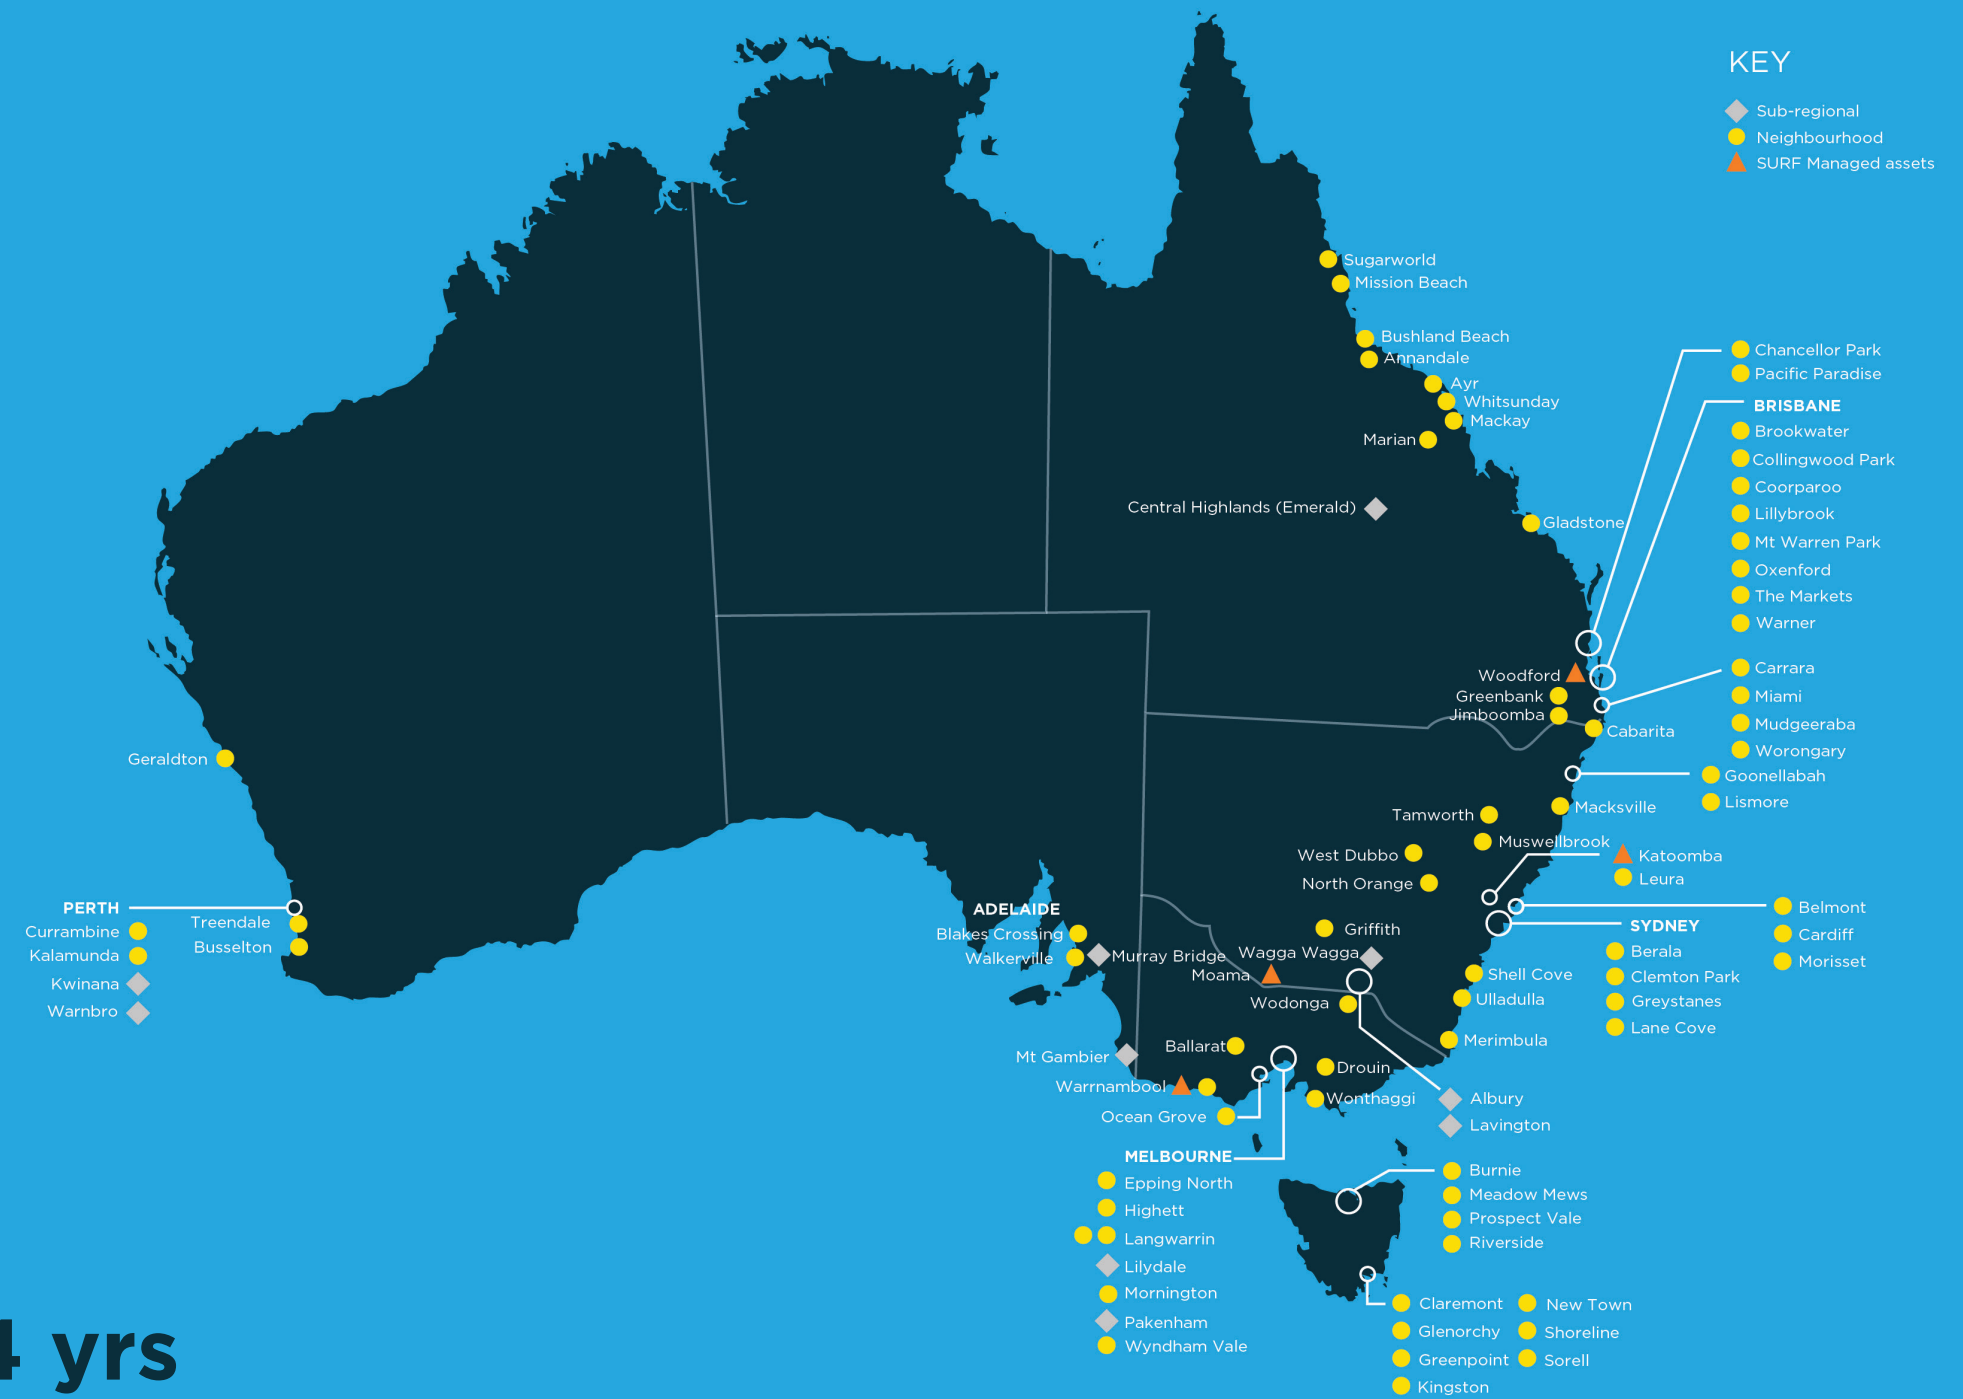 KEY
Sub-regional
Neighbourhood
SURF Managed assets
Sugarworld
Mission Beach
Bushland Beach
Annandale
Ayr
Whitsunday
Mackay
Marian
Central Highlands (Emerald)
Gladstone
Chancellor Park
Pacific Paradise
BRISBANE
Brookwater
Collingwood Park
Coorparoo
Lillybrook
Mt Warren Park
Oxenford
The Markets
Warner
Woodford
Greenbank
Jimboomba
Cabarita
Carrara
Miami
Mudgeeraba
Worongary
Goonellabah
Lismore
Geraldton
Tamworth
Macksville
Muswellbrook
West Dubbo
North Orange
Katoomba
Leura
PERTH
Currambine
Kalamunda
Kwinana
Warnbro
Treendale
Busselton
ADELAIDE
Blakes Crossing
Walkerville
Murray Bridge
Griffith
Wagga Wagga
Moama
Wodonga
Belmont
Cardiff
Morisset
SYDNEY
Berala
Clemton Park
Greystanes
Lane Cove
Shell Cove
Ulladulla
Merimbula
Mt Gambier
Ballarat
Warrnambool
Ocean Grove
Drouin
Wonthaggi
Albury
Lavington
MELBOURNE
Epping North
Highett
Langwarrin
Lilydale
Mornington
Pakenham
Wyndham Vale
Burnie
Meadow Mews
Prospect Vale
Riverside
Claremont
New Town
Glenorchy
Shoreline
Greenpoint
Sorell
Kingston
4 yrs